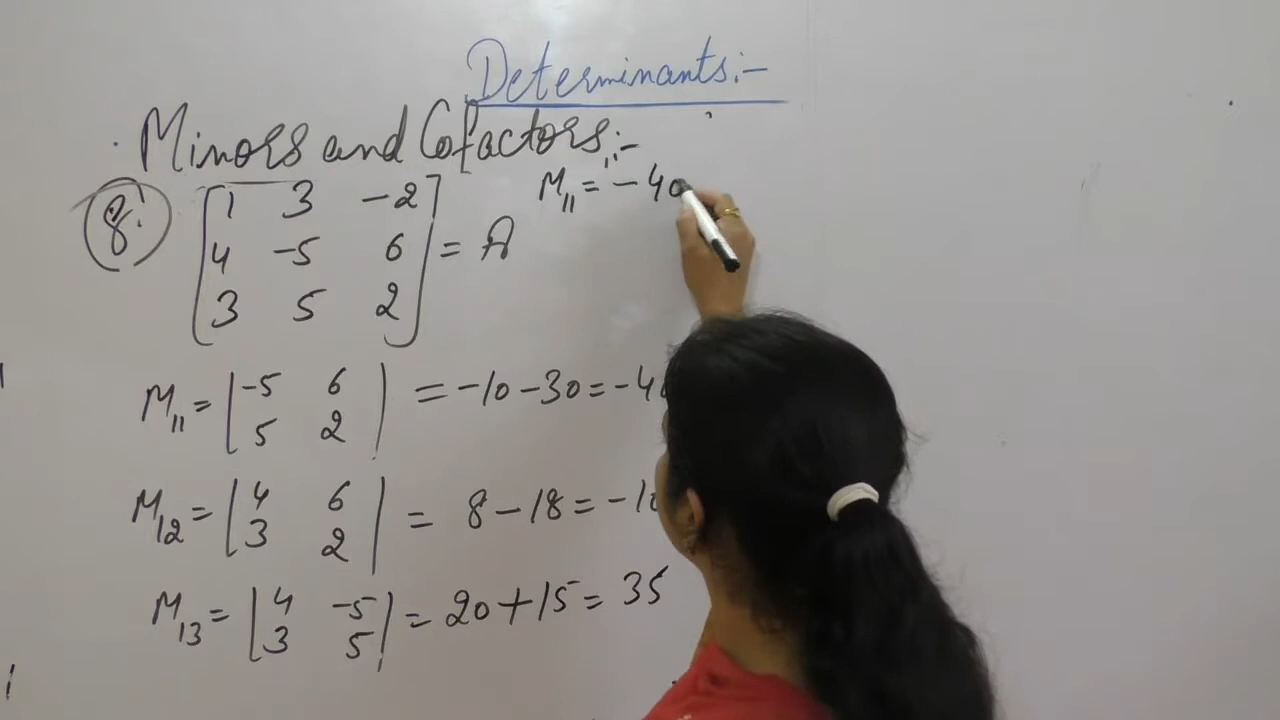 Determinants:-
Minors and Cofactors:-
8. [1 3 -2
4 -5 6
3 5 2] = A
M11 = -40
M11 = |-5 6
5 2| = -10-30 = -40
M12 = |4 6
3 2| = 8-18 = -10
M13 = |4 -5
3 5| = 20+15 = 35